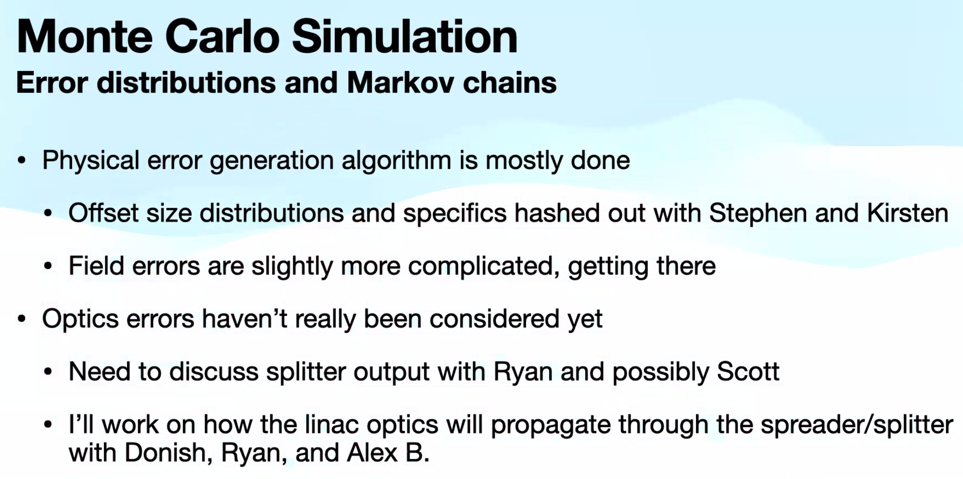 Monte Carlo Simulation
Error distributions and Markov chains
• Physical error generation algorithm is mostly done
• Offset size distributions and specifics hashed out with Stephen and Kirsten
• Field errors are slightly more complicated, getting there
• Optics errors haven’t really been considered yet
• Need to discuss splitter output with Ryan and possibly Scott
• I’ll work on how the linac optics will propagate through the spreader/splitter
with Donish, Ryan, and Alex B.